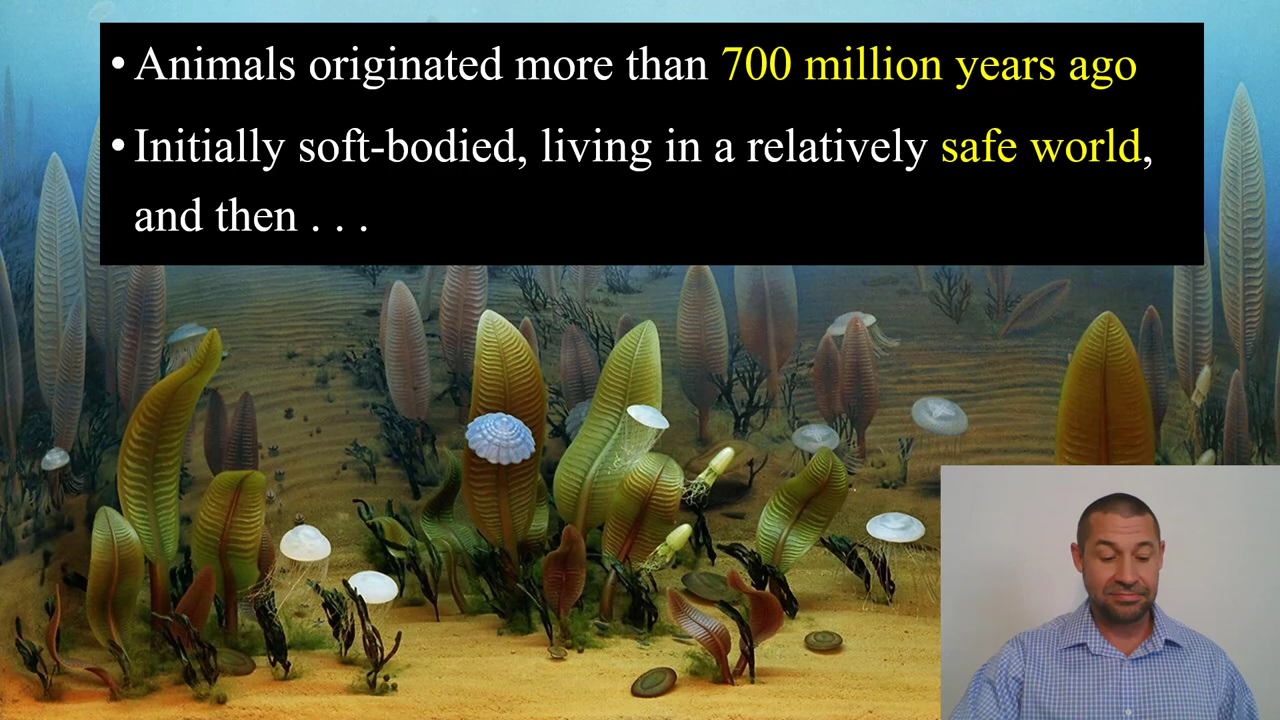 • Animals originated more than 700 million years ago
• Initially soft-bodied, living in a relatively safe world,
and then . . .